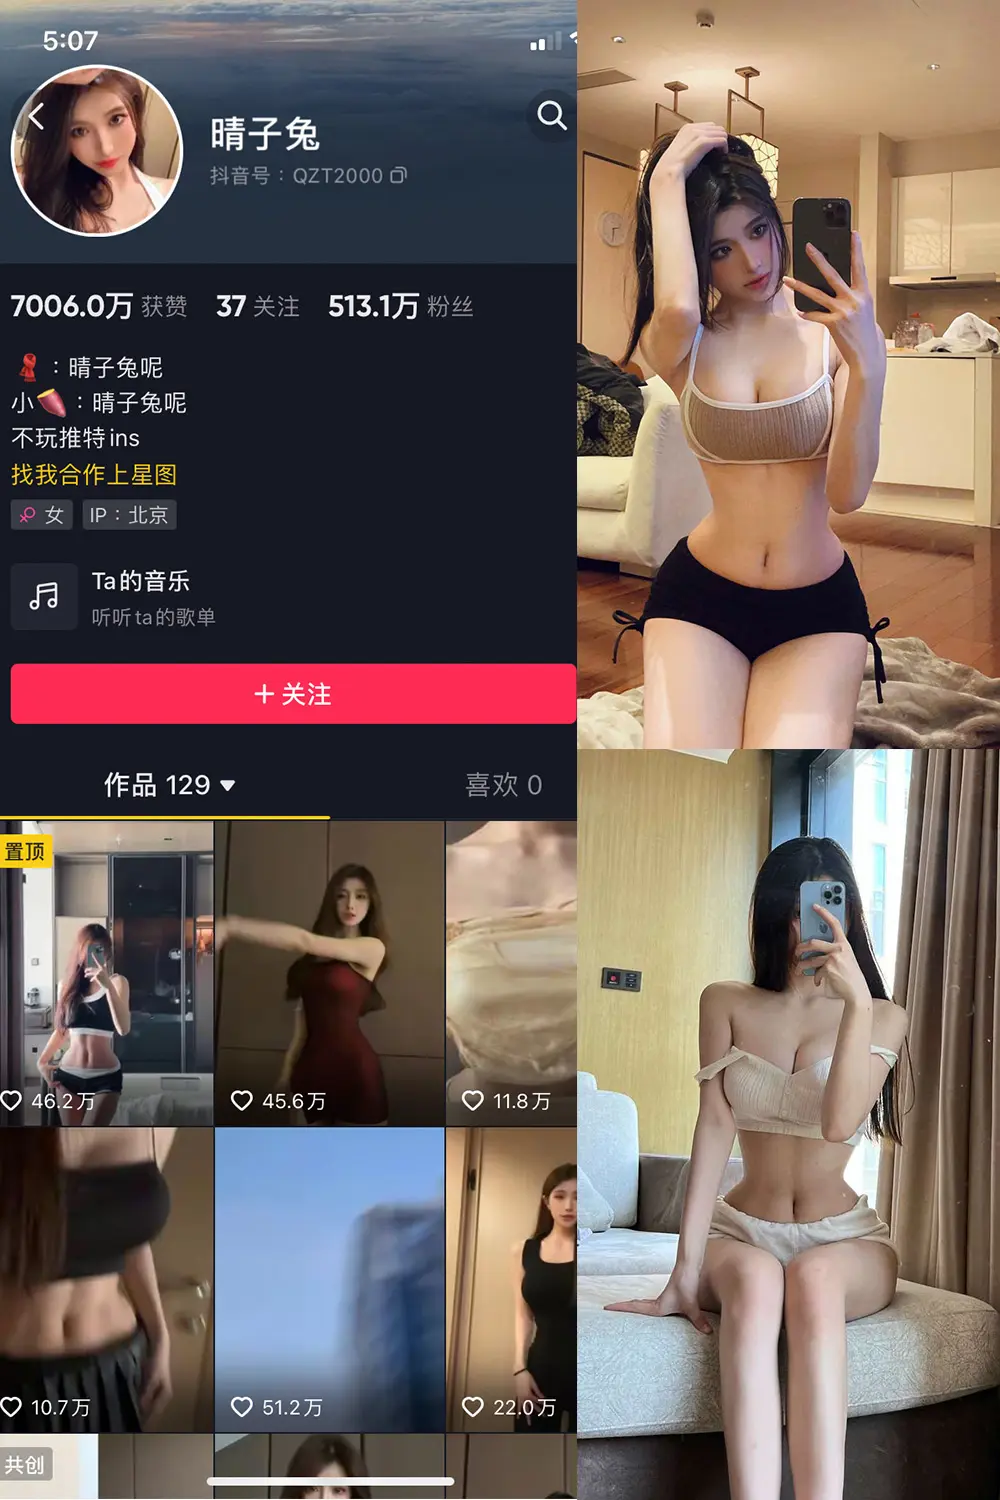 5:07
晴子兔
抖音号：QZT2000
7006.0万 获赞 37 关注 513.1万 粉丝
：晴子兔呢
小🍠：晴子兔呢
不玩推特ins
找我合作上星图
女 IP：北京
Ta的音乐
听听ta的歌单
+ 关注
作品 129 喜欢 0
置顶
46.2万 45.6万 11.8万
10.7万 51.2万 22.0万
共创